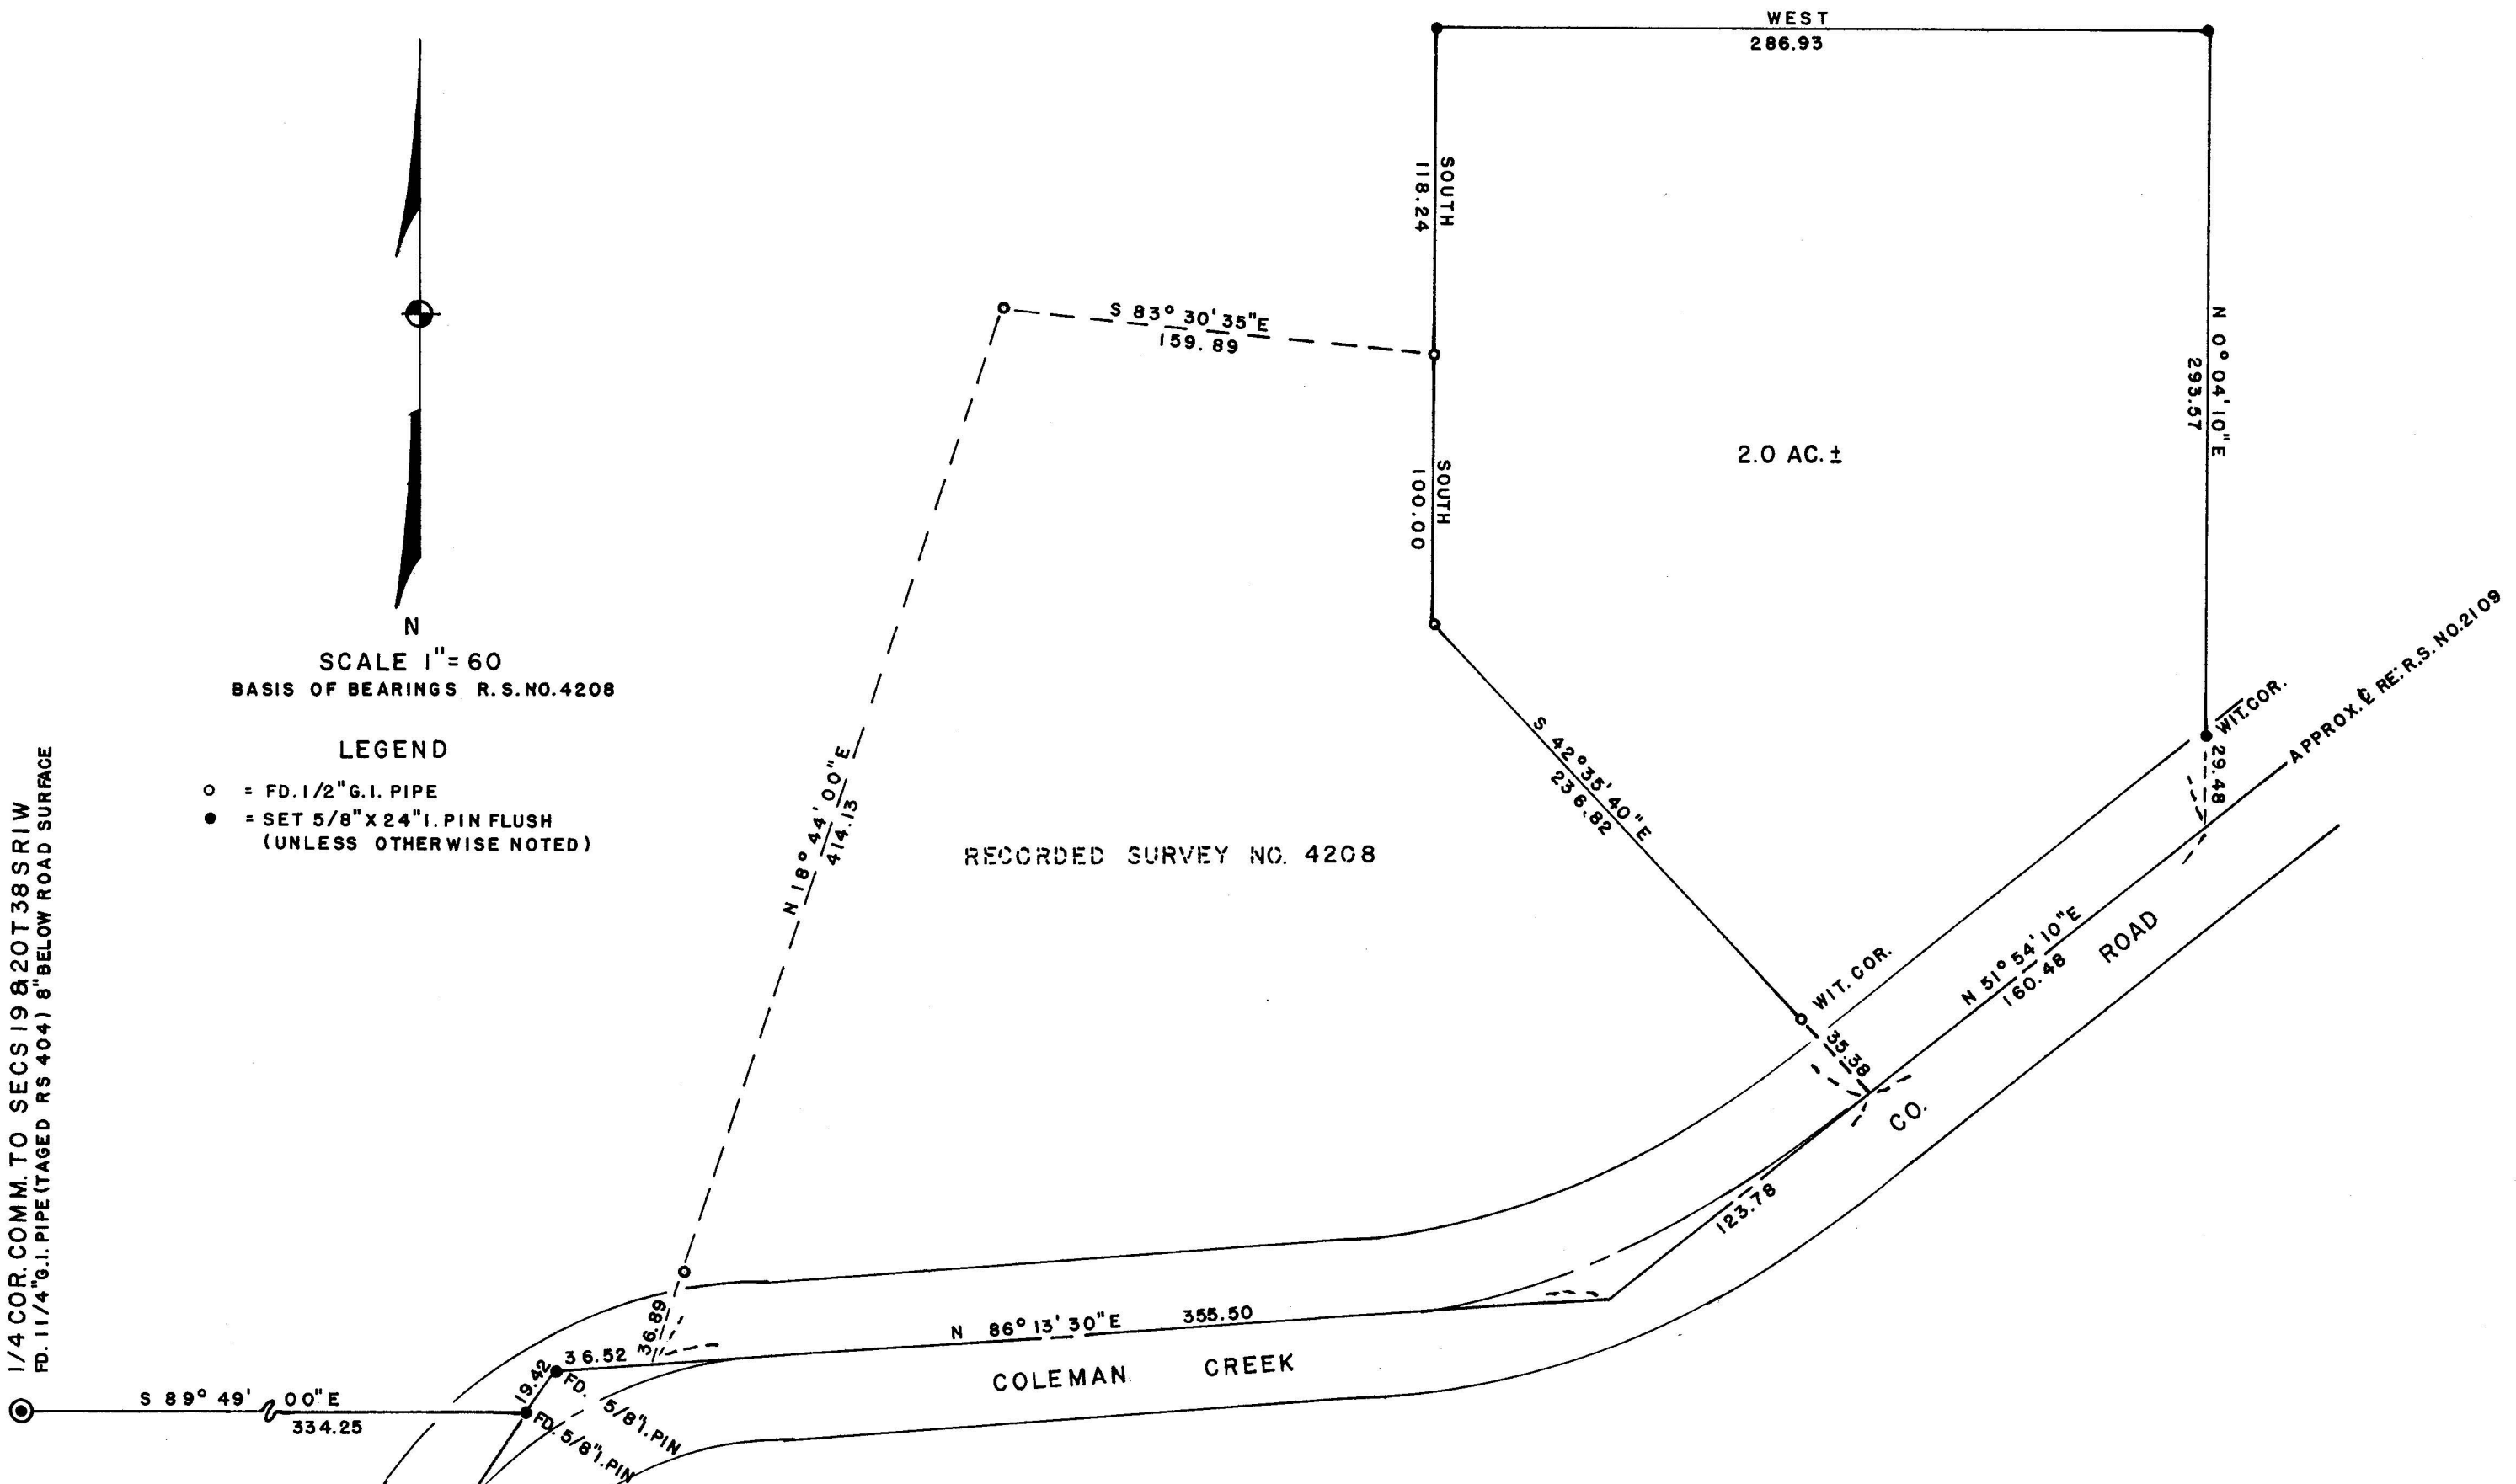 WEST
286.93
SOUTH
118.24
S 83° 30' 35" E
159.89
N 0° 04' 10" E
293.57
2.0 AC. ±
SOUTH
100.00
N
SCALE 1" = 60
BASIS OF BEARINGS R.S. NO. 4208
LEGEND
= FD. 1/2" G.I. PIPE
= SET 5/8" X 24" I. PIN FLUSH
(UNLESS OTHERWISE NOTED)
N 18° 44' 00" E
414.13
RECORDED SURVEY NO. 4208
S 42° 35' 40" E
236.82
WIT. COR.
29.48
APPROX. ℄ RE: R.S. NO. 2109
WIT. COR.
35.38
N 51° 54' 10" E
160.48
CO. ROAD
123.78
1/4 COR. COMM. TO SECS 19 & 20 T38S R1W
FD. 1 1/4" G.I. PIPE (TAGED RS 404) 8" BELOW ROAD SURFACE
36.89
N 86° 13' 30" E 355.50
COLEMAN CREEK
36.52
19.42
FD. 5/8" I. PIN
FD. 5/8" I. PIN
S 89° 49' 00" E
334.25